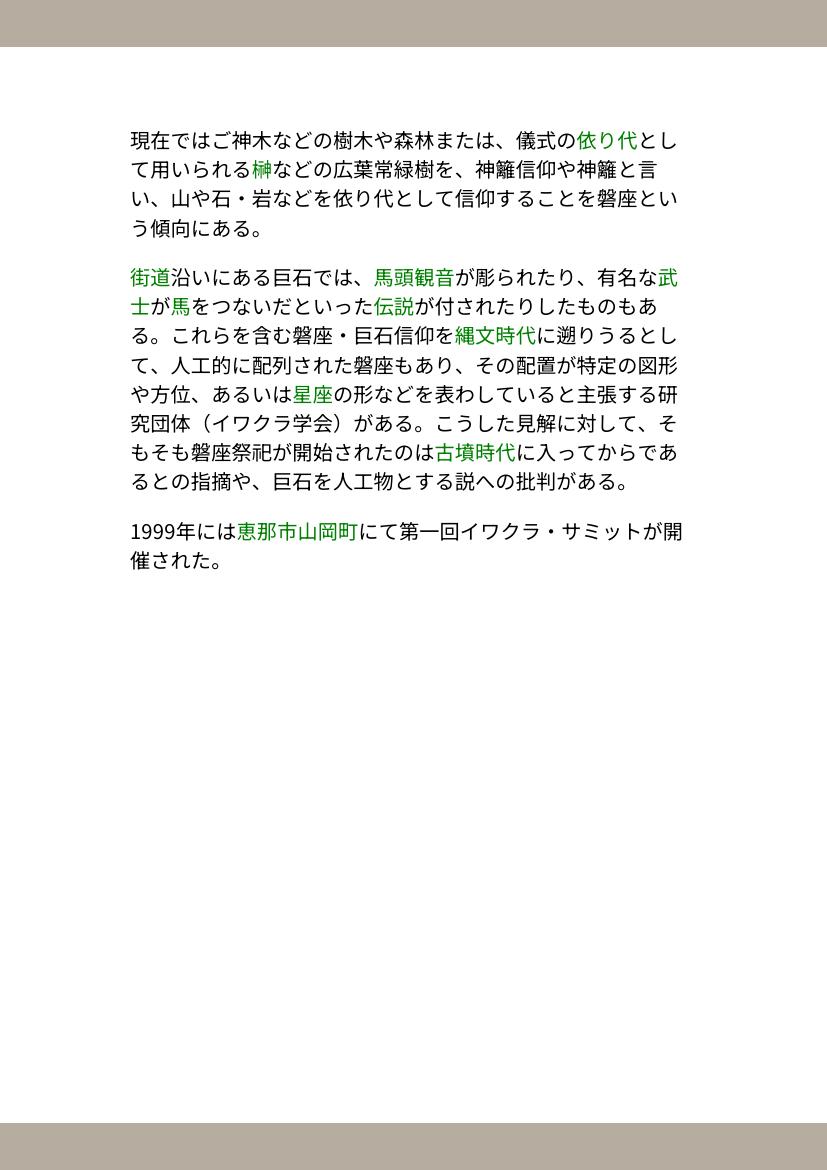 現在ではご神木などの樹木や森林または、儀式の依り代とし
て用いられる榊などの広葉常緑樹を、神籬信仰や神籬と言
い、山や石・岩などを依り代として信仰することを磐座とい
う傾向にある。
街道沿いにある巨石では、馬頭観音が彫られたり、有名な武
士が馬をつないだといった伝説が付されたりしたものもあ
る。これらを含む磐座・巨石信仰を縄文時代に遡りうるとし
て、人工的に配列された磐座もあり、その配置が特定の図形
や方位、あるいは星座の形などを表わしていると主張する研
究団体（イワクラ学会）がある。こうした見解に対して、そ
もそも磐座祭祀が開始されたのは古墳時代に入ってからであ
るとの指摘や、巨石を人工物とする説への批判がある。
1999年には恵那市山岡町にて第一回イワクラ・サミットが開
催された。